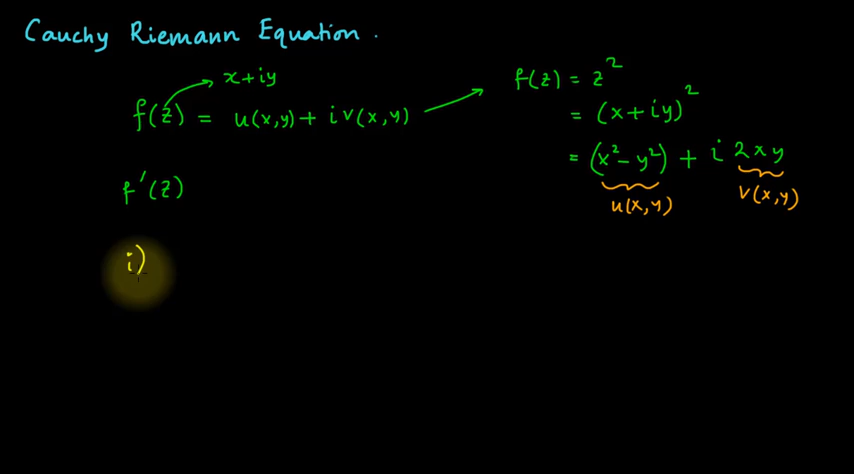 Cauchy Riemann Equation.
x+iy
f(z) = u(x,y) + i v(x,y)
f'(z)
i)
f(z) = z²
= (x+iy)²
= (x²-y²) + i 2xy
u(x,y) v(x,y)